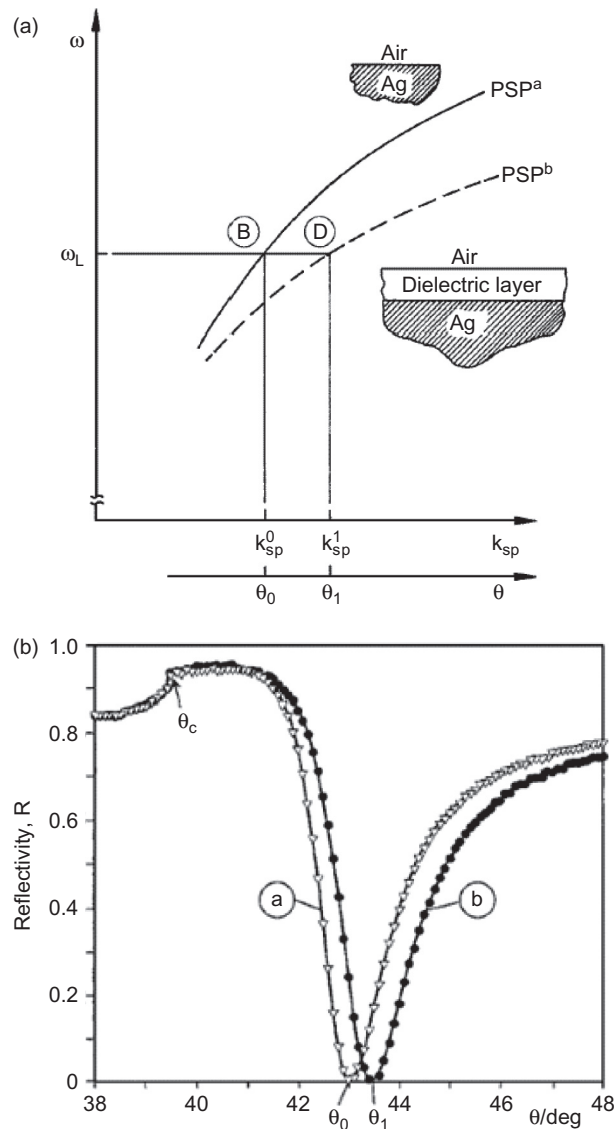 (a)
ω
Air
Ag
PSPᵃ
PSPᵇ
B
D
ω_L
Air
Dielectric layer
Ag
k⁰_sp
k¹_sp
k_sp
θ₀
θ₁
θ
(b)
1.0
0.8
0.6
0.4
0.2
0
Reflectivity, R
θ_c
a
b
38 40 42 44 46 48
θ₀ θ₁ θ/deg